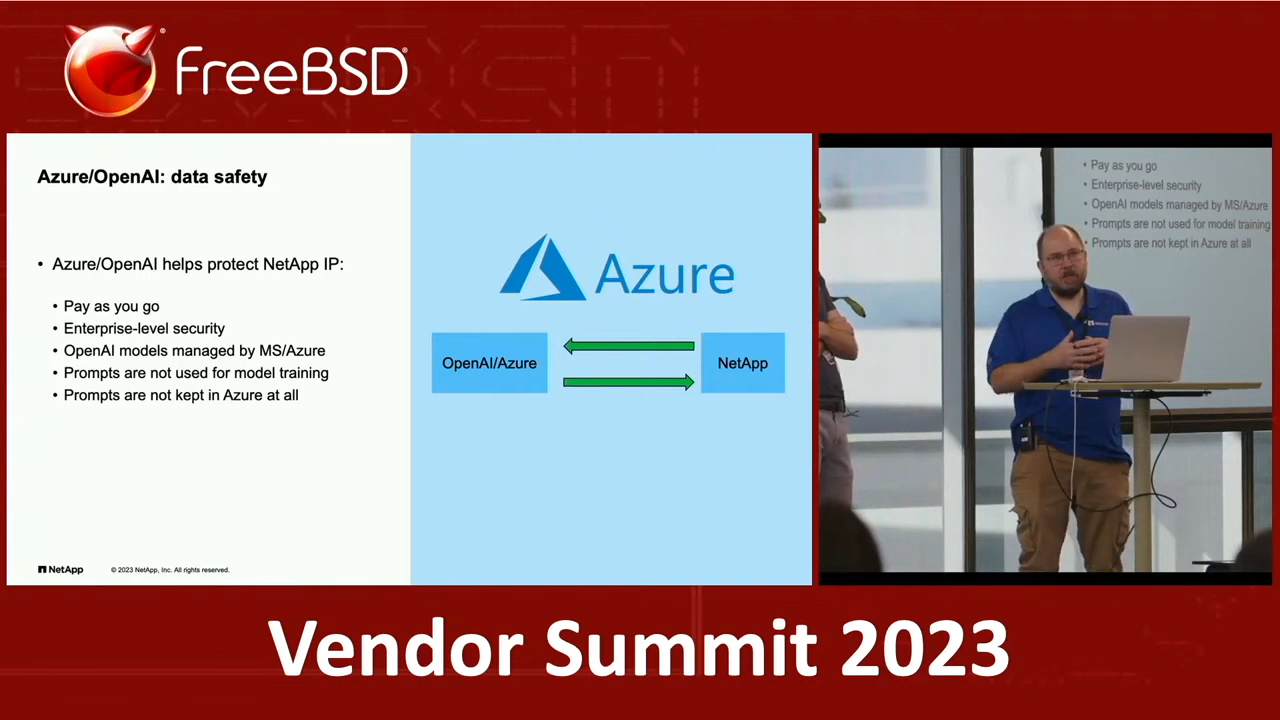 FreeBSD®
Azure/OpenAI: data safety
• Azure/OpenAI helps protect NetApp IP:
• Pay as you go
• Enterprise-level security
• OpenAI models managed by MS/Azure
• Prompts are not used for model training
• Prompts are not kept in Azure at all
Azure
OpenAI/Azure
NetApp
NetApp
© 2023 NetApp, Inc. All rights reserved.
• Pay as you go
• Enterprise-level security
• OpenAI models managed by MS/Azure
• Prompts are not used for model training
• Prompts are not kept in Azure at all
Vendor Summit 2023